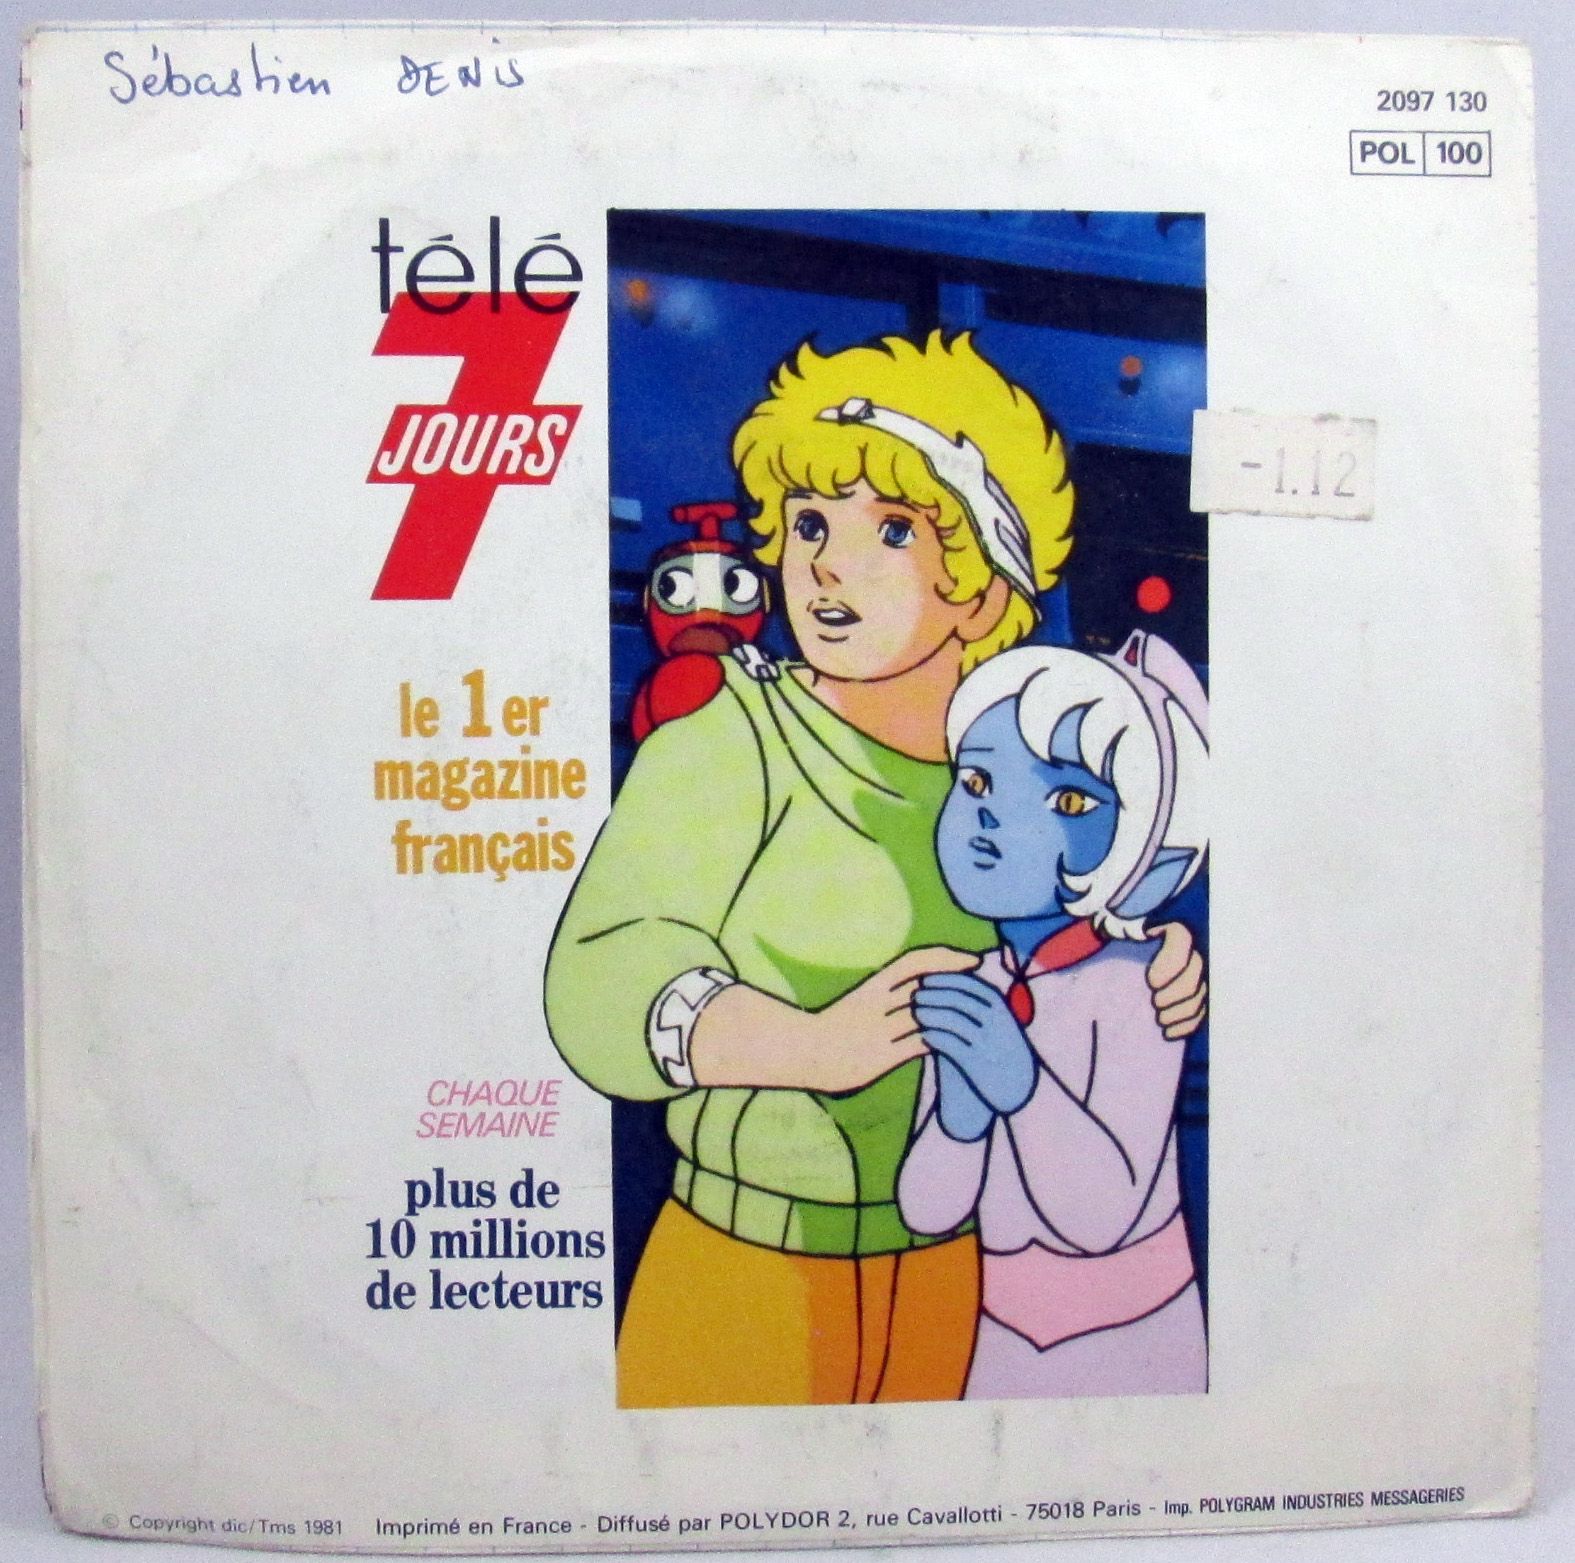 Sébastien DENIS
2097 130
POL 100
télé
7
JOURS
-1.12
le 1er
magazine
français
CHAQUE
SEMAINE
plus de
10 millions
de lecteurs
© Copyright dic/Tms 1981 Imprimé en France - Diffusé par POLYDOR 2, rue Cavallotti - 75018 Paris - Imp. POLYGRAM INDUSTRIES MESSAGERIES